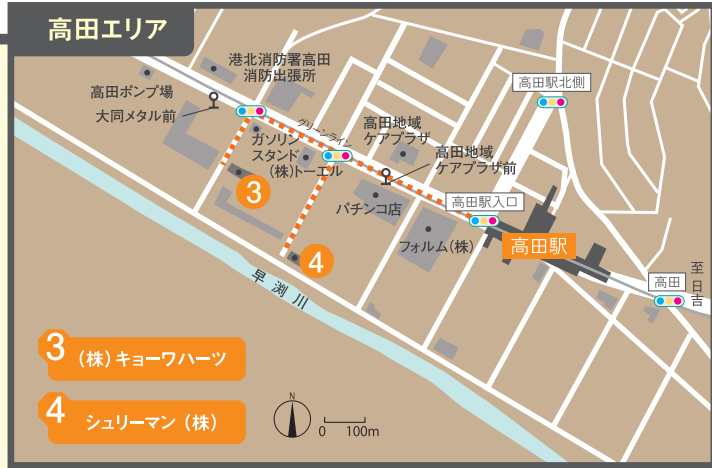 高田エリア
港北消防署高田
消防出張所
高田駅北側
高田ポンプ場
大同メタル前
グリーンライン
高田地域
ケアプラザ
ガソリン
スタンド
(株)トーエル
高田地域
ケアプラザ前
3
パチンコ店
高田駅入口
フォルム(株)
高田駅
4
高田
至日吉
早渕川
3
(株)キョーワハーツ
4
シュリーマン (株)
N
0 100m